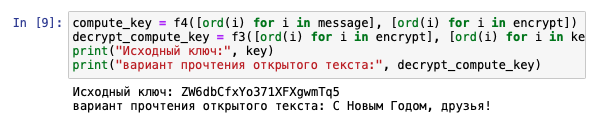 In [9]: compute_key = f4([ord(i) for i in message], [ord(i) for i in encrypt])
decrypt_compute_key = f3([ord(i) for i in encrypt], [ord(i) for i in ke
print("Исходный ключ:", key)
print("вариант прочтения открытого текста:", decrypt_compute_key)
Исходный ключ: ZW6dbCfxYo371XFXgwmTq5
вариант прочтения открытого текста: С Новым Годом, друзья!